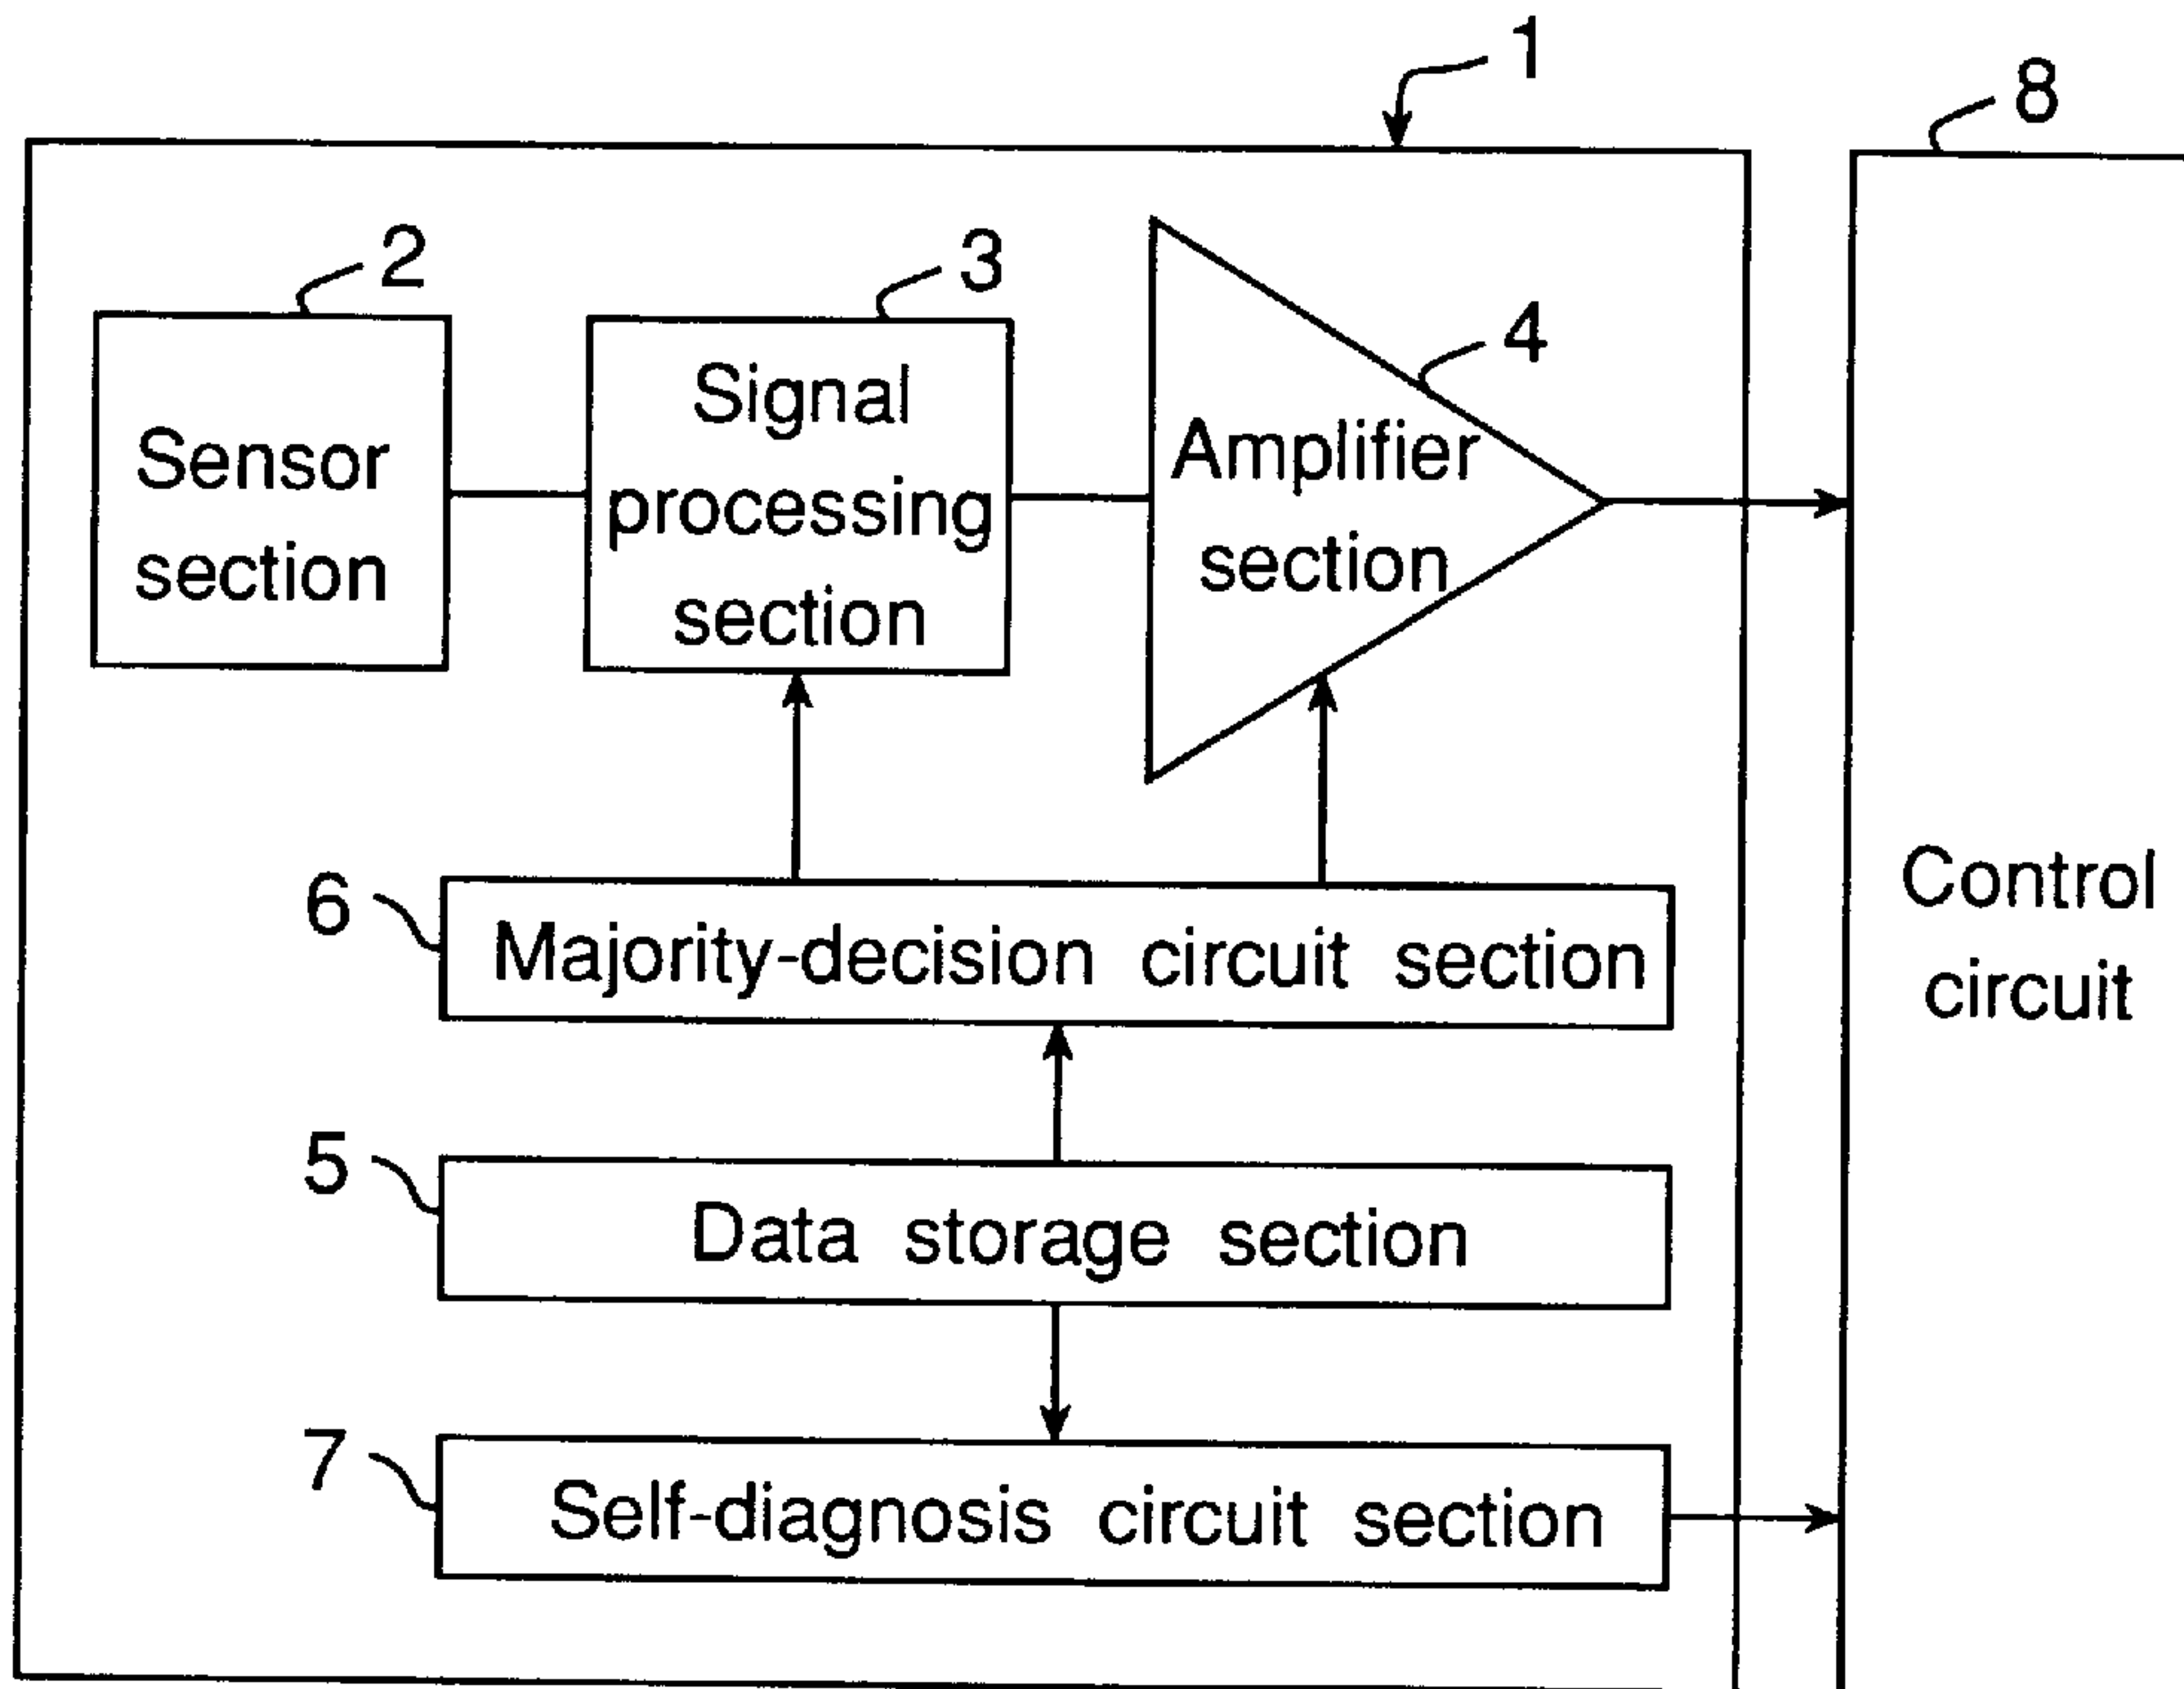 1
8
2
3
4
Sensor
section
Signal
processing
section
Amplifier
section
6
Majority-decision circuit section
Control
circuit
5
Data storage section
7
Self-diagnosis circuit section